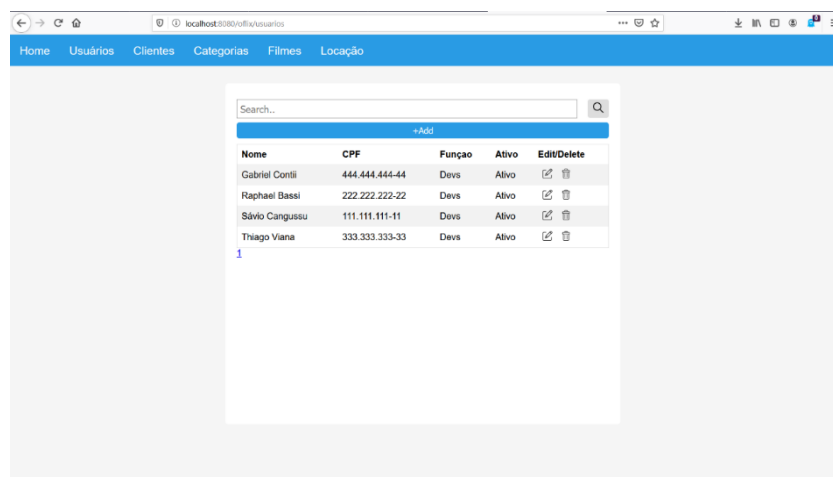 localhost:8080/oflix/usuarios
Home Usuários Clientes Categorias Filmes Locação
Search..
+Add
Nome CPF Funçao Ativo Edit/Delete
Gabriel Contii 444.444.444-44 Devs Ativo
Raphael Bassi 222.222.222-22 Devs Ativo
Sávio Cangussu 111.111.111-11 Devs Ativo
Thiago Viana 333.333.333-33 Devs Ativo
1